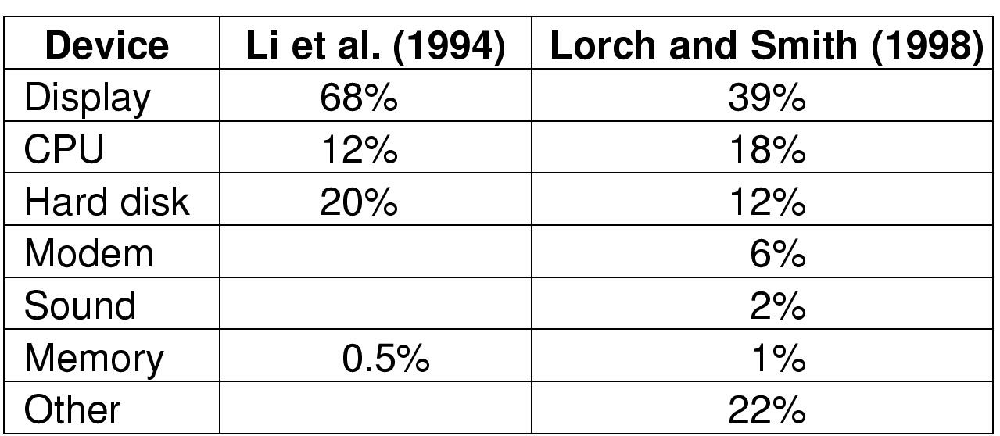 Device Li et al. (1994) Lorch and Smith (1998)
Display 68% 39%
CPU 12% 18%
Hard disk 20% 12%
Modem 6%
Sound 2%
Memory 0.5% 1%
Other 22%